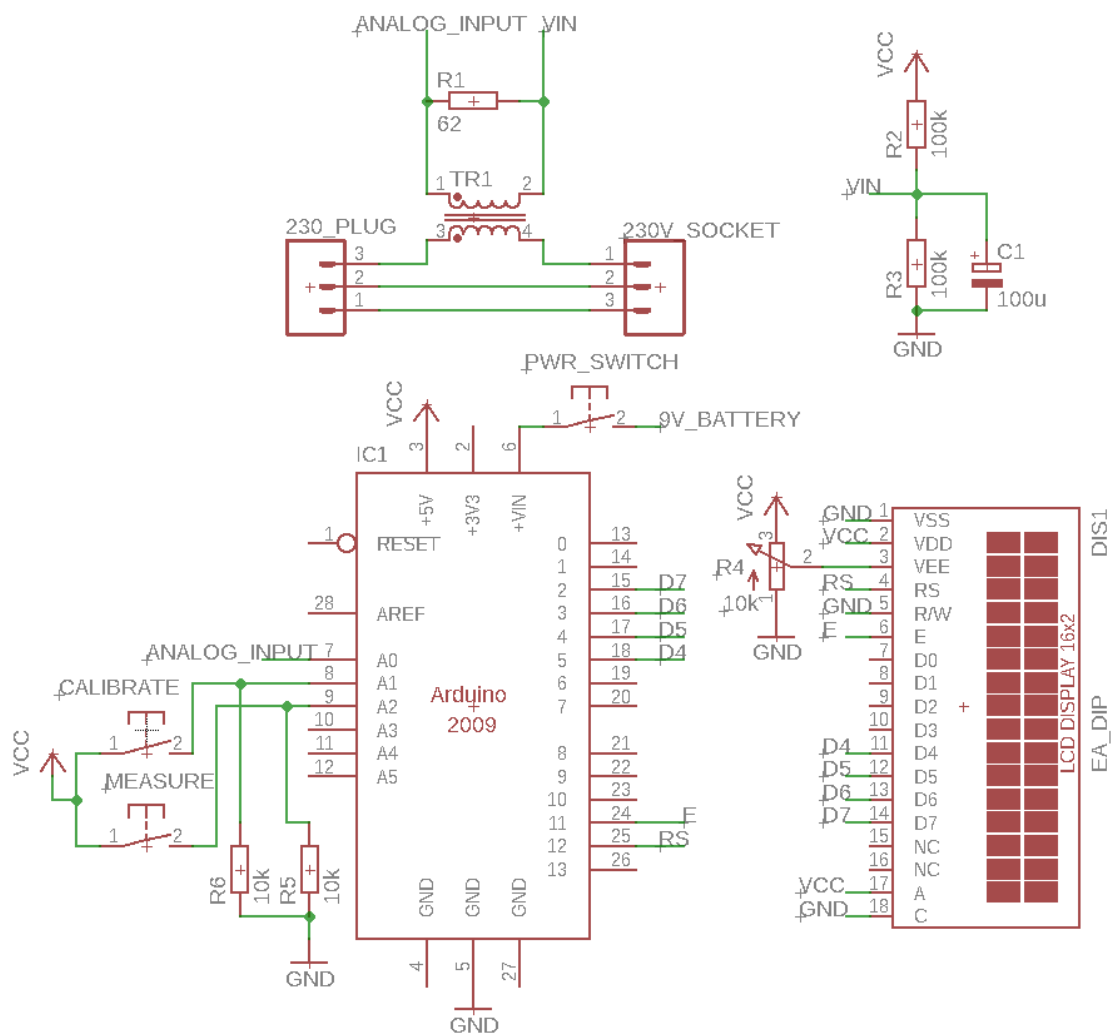 ANALOG_INPUT VIN
R1
62
1 TR1 2
3 4
230_PLUG
230V_SOCKET
3
2
1
1
2
3
VCC
R2
100k
VIN
R3
100k
C1
+
100u
GND
PWR_SWITCH
1 2
9V_BATTERY
VCC
3
2
6
IC1
+5V
+3V3
+VIN
1 RESET
28 AREF
ANALOG_INPUT 7 A0
8 A1
9 A2
10 A3
11 A4
12 A5
Arduino
2009
0 13
1 14
2 15 D7
3 16 D6
4 17 D5
5 18 D4
6 19
7 20
8 21
9 22
10 23
11 24 E
12 25 RS
13 26
GND
GND
GND
4
5
27
GND
CALIBRATE
1 2
VCC
MEASURE
1 2
R6
10k
R5
10k
GND
VCC
3
R4
2
10k
1
GND
GND 1 VSS
VCC 2 VDD
3 VEE
RS 4 RS
GND 5 R/W
E 6 E
7 D0
8 D1
9 D2
10 D3
D4 11 D4
D5 12 D5
D6 13 D6
D7 14 D7
15 NC
16 NC
VCC 17 A
GND 18 C
LCD DISPLAY 16x2
DIS1
EA_DIP